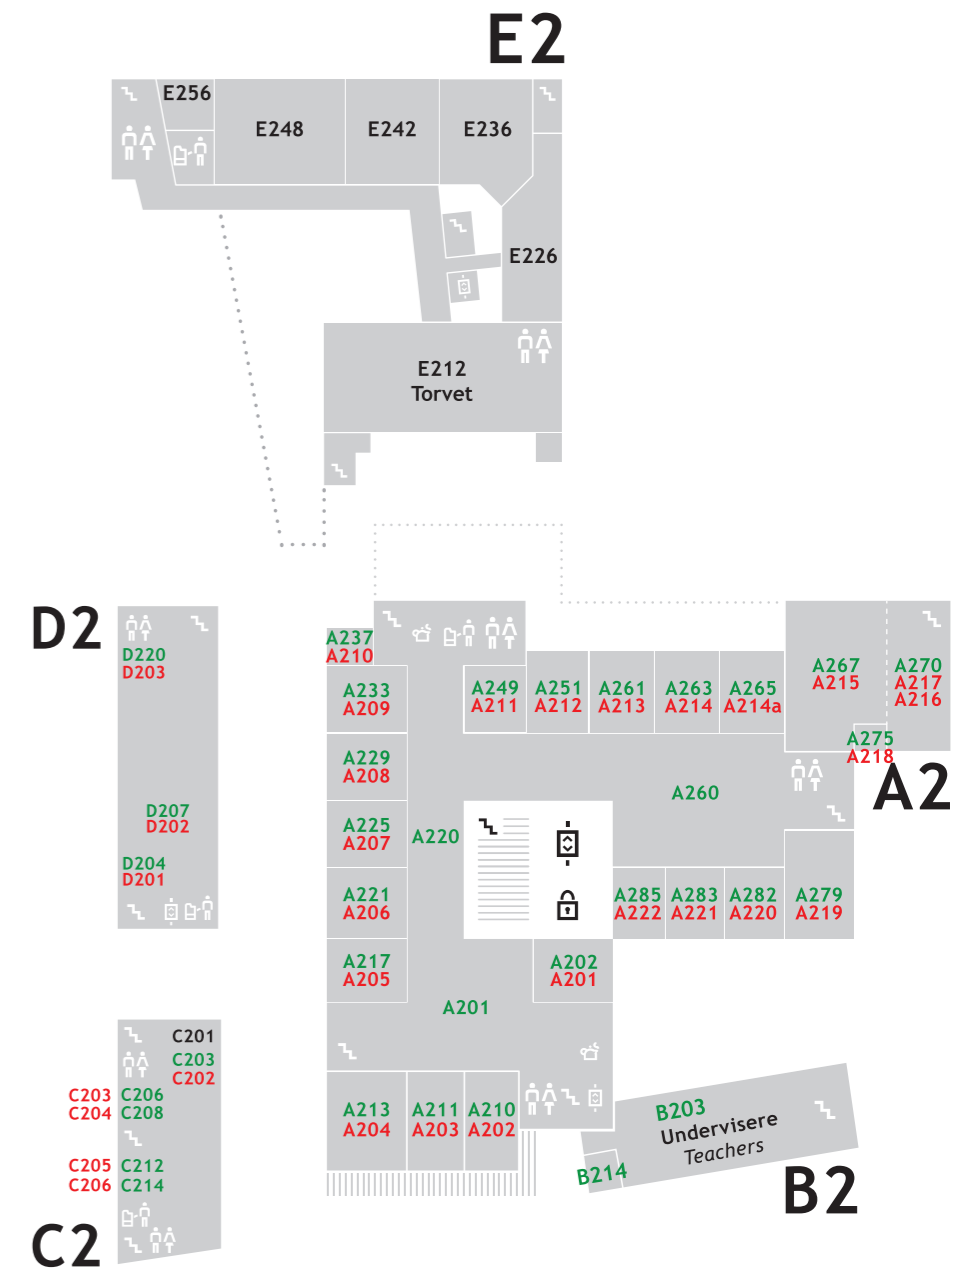 E2
E256
E248
E242
E236
E226
E212
Torvet
D2
D220
D203
D207
D202
D204
D201
A237
A210
A233
A209
A229
A208
A225
A207
A221
A206
A217
A205
A220
A249
A211
A251
A212
A261
A213
A263
A214
A265
A214a
A267
A215
A270
A217
A216
A275
A218
A2
A260
A285
A222
A283
A221
A282
A220
A279
A219
A202
A201
A201
A213
A204
A211
A203
A210
A202
C201
C203
C202
C203 C206
C204 C208
C205 C212
C206 C214
C2
B203
Undervisere
Teachers
B214
B2